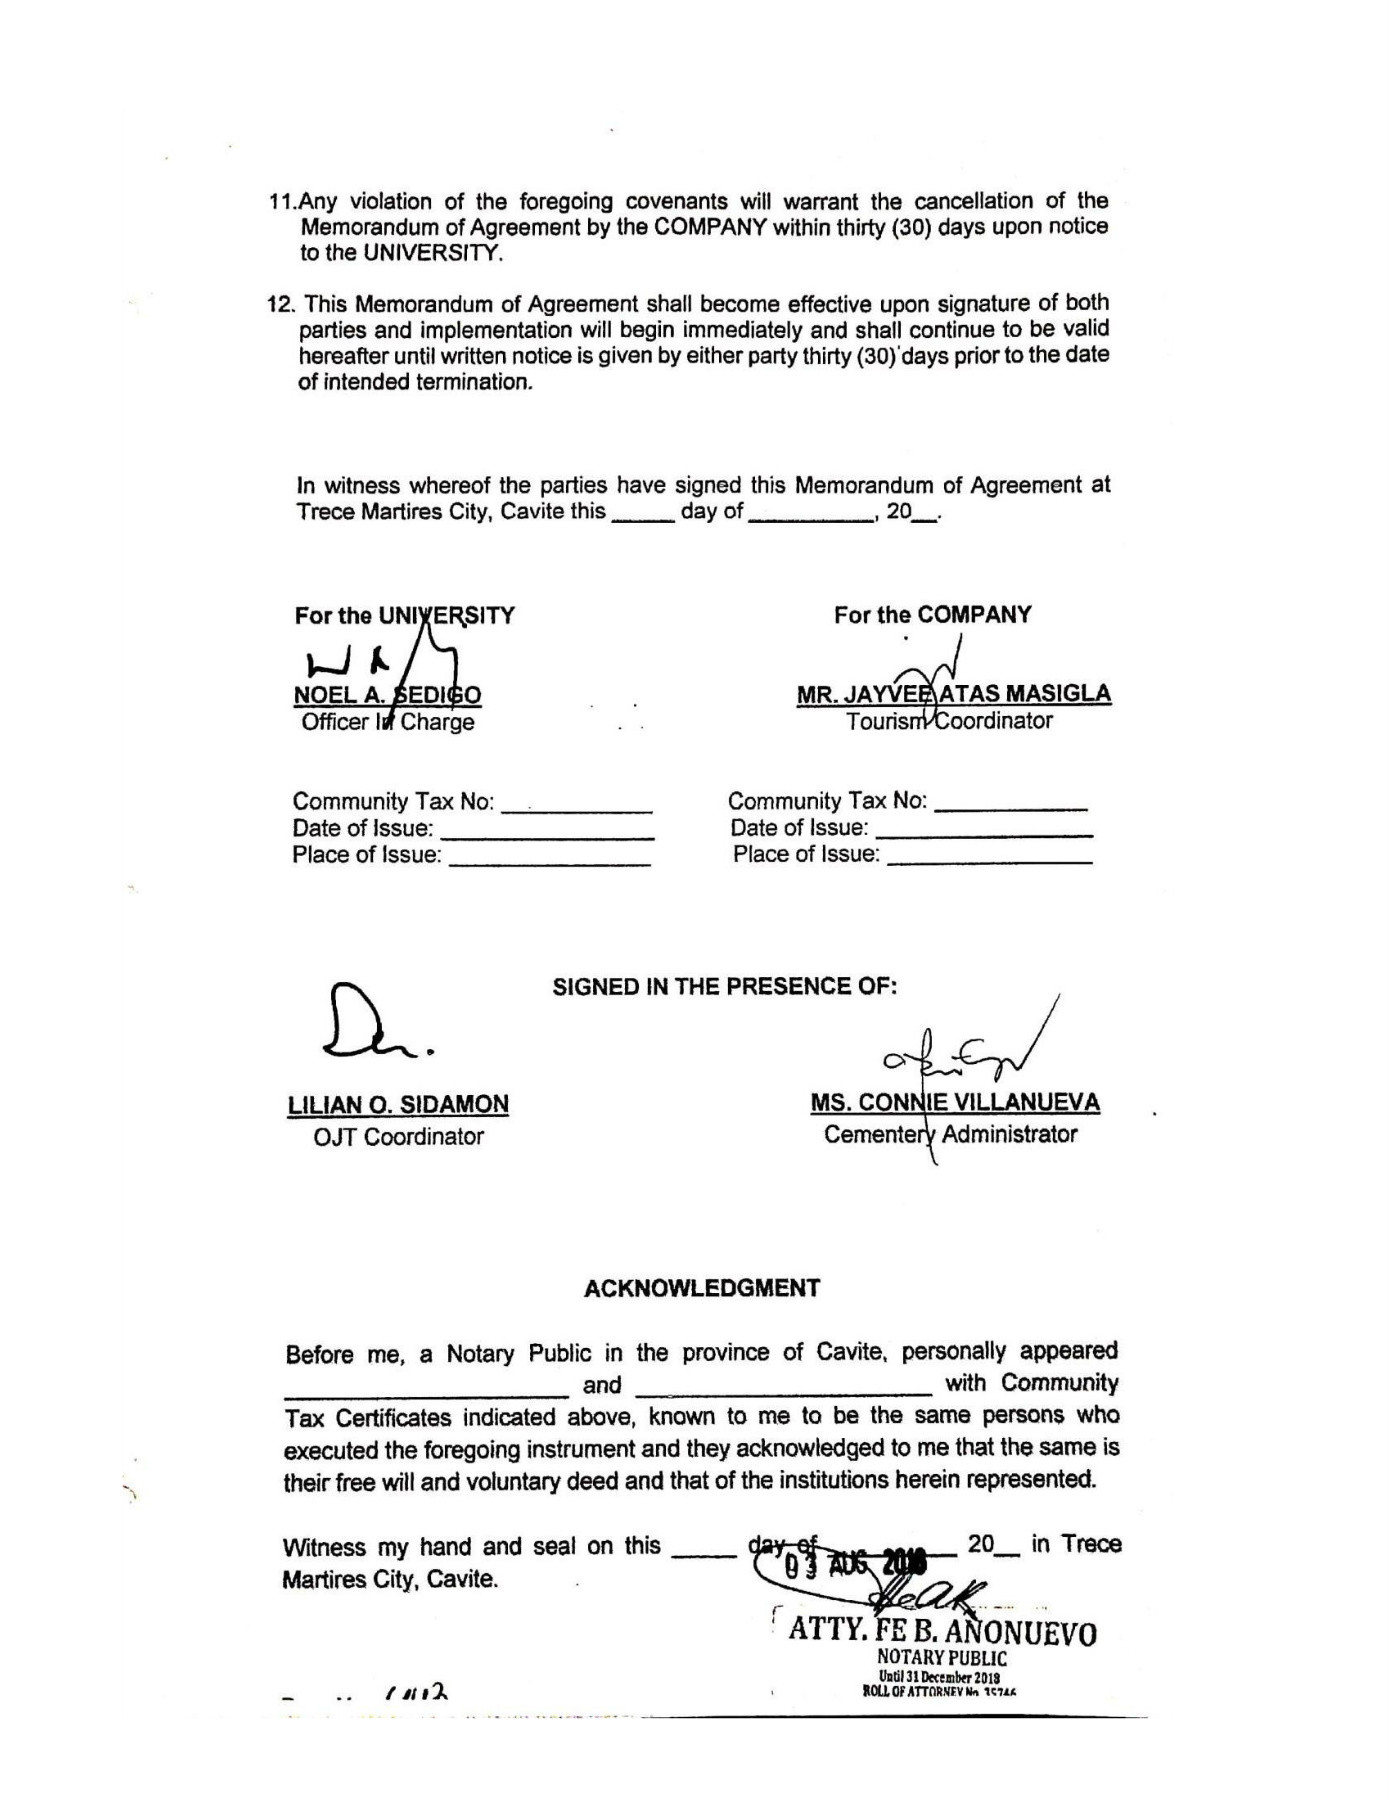 11.Any violation of the foregoing covenants will warrant the cancellation of the
Memorandum of Agreement by the COMPANY within thirty (30) days upon notice
to the UNIVERSITY.
12. This Memorandum of Agreement shall become effective upon signature of both
parties and implementation will begin immediately and shall continue to be valid
hereafter until written notice is given by either party thirty (30) days prior to the date
of intended termination.
In witness whereof the parties have signed this Memorandum of Agreement at
Trece Martires City, Cavite this _____ day of __________, 20__.
For the UNIVERSITY For the COMPANY
NOEL A. SEDIGO MR. JAYVEE ATAS MASIGLA
Officer In Charge Tourism Coordinator
Community Tax No: ____________ Community Tax No: ____________
Date of Issue: _________________ Date of Issue: _________________
Place of Issue: ________________ Place of Issue: ________________
SIGNED IN THE PRESENCE OF:
LILIAN O. SIDAMON MS. CONNIE VILLANUEVA
OJT Coordinator Cementery Administrator
ACKNOWLEDGMENT
Before me, a Notary Public in the province of Cavite, personally appeared
_______________________ and ________________________ with Community
Tax Certificates indicated above, known to me to be the same persons who
executed the foregoing instrument and they acknowledged to me that the same is
their free will and voluntary deed and that of the institutions herein represented.
Witness my hand and seal on this _____ day of ___________ 20__ in Trece
03 AUG 2018
Martires City, Cavite.
ATTY. FE B. AÑONUEVO
NOTARY PUBLIC
Until 31 December 2018
ROLL OF ATTORNEY No